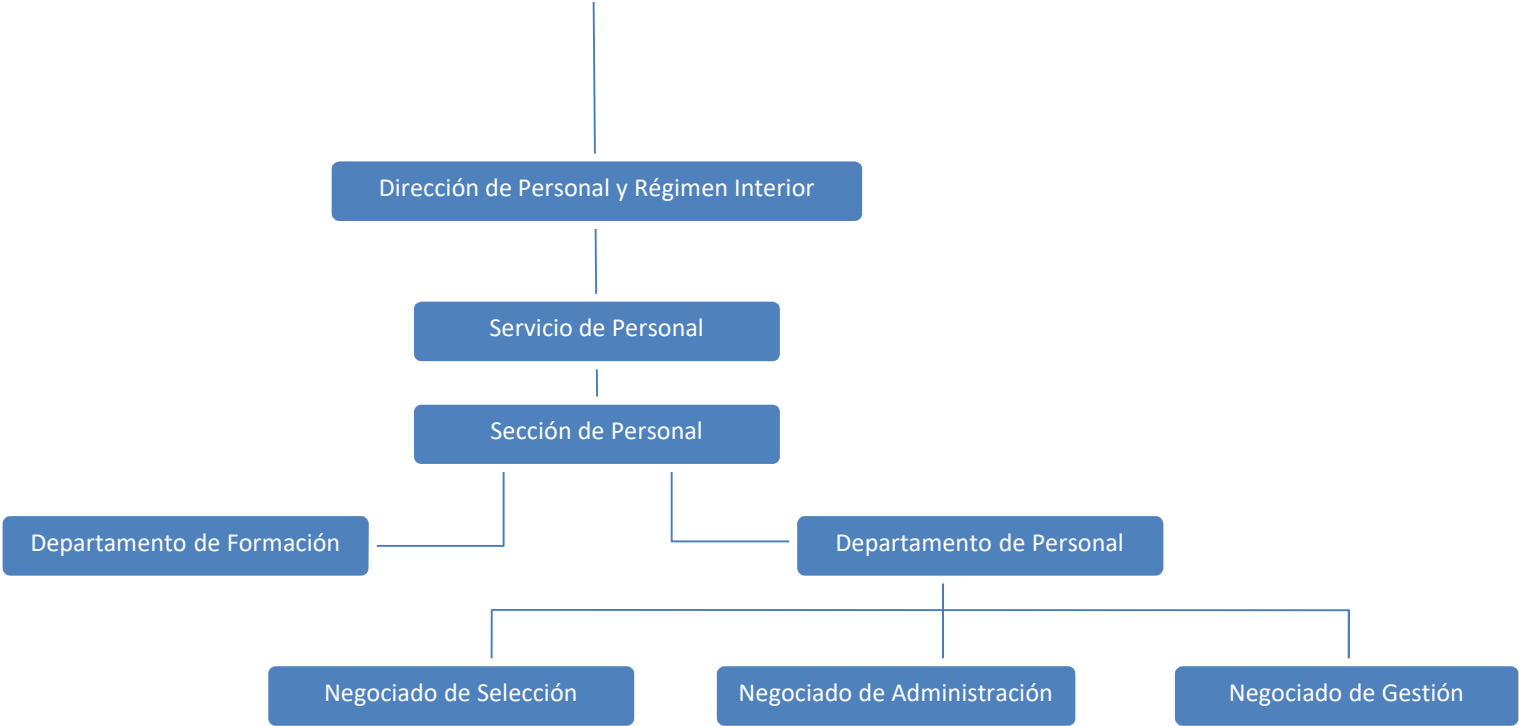 Dirección de Personal y Régimen Interior
Servicio de Personal
Sección de Personal
Departamento de Formación
Departamento de Personal
Negociado de Selección
Negociado de Administración
Negociado de Gestión